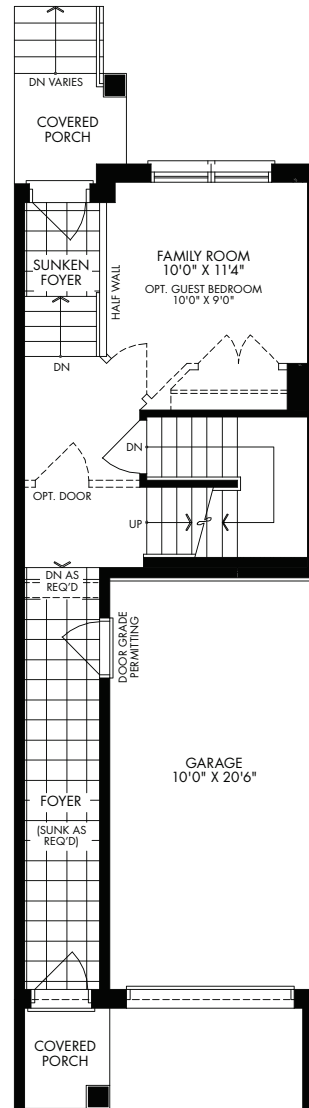 DN VARIES
COVERED
PORCH
SUNKEN
FOYER
HALF WALL
FAMILY ROOM
10'0" X 11'4"
OPT. GUEST BEDROOM
10'0" X 9'0"
DN
DN
OPT. DOOR
UP
DN AS
REQ'D
DOOR GRADE
PERMITTING
GARAGE
10'0" X 20'6"
FOYER
(SUNK AS
REQ'D)
COVERED
PORCH